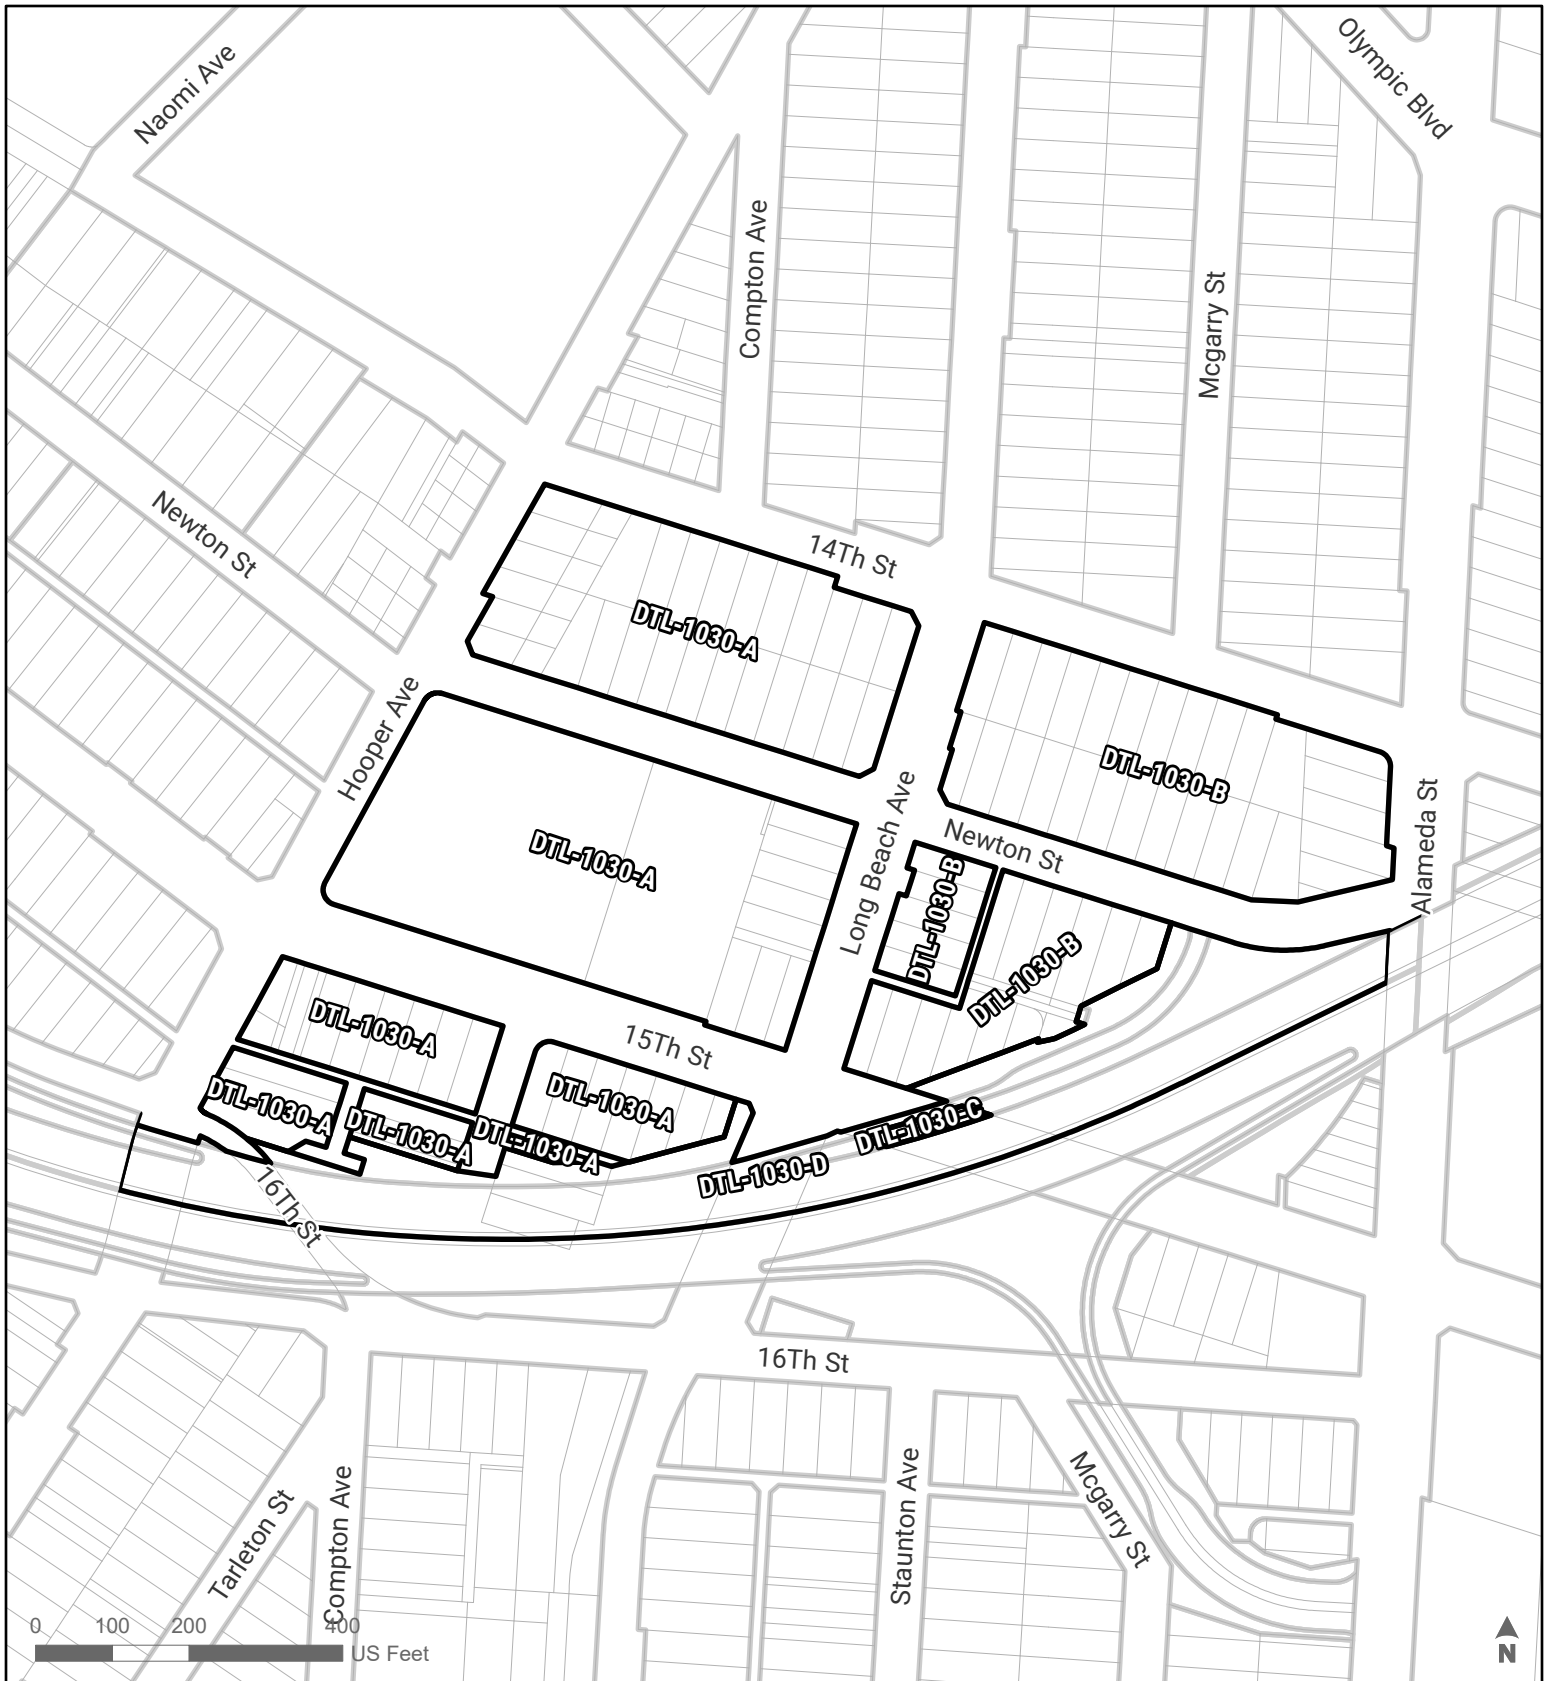 Naomi Ave
Olympic Blvd
Compton Ave
Mcgarry St
Newton St
14Th St
DTL-1030-A
Hooper Ave
DTL-1030-B
Long Beach Ave
Alameda St
Newton St
DTL-1030-A
DTL-1030-B
DTL-1030-B
DTL-1030-A
15Th St
DTL-1030-A
DTL-1030-A
DTL-1030-A
DTL-1030-A
DTL-1030-C
DTL-1030-D
16Th St
16Th St
Mcgarry St
Staunton Ave
Compton Ave
Tarleton St
0 100 200 400
US Feet
N